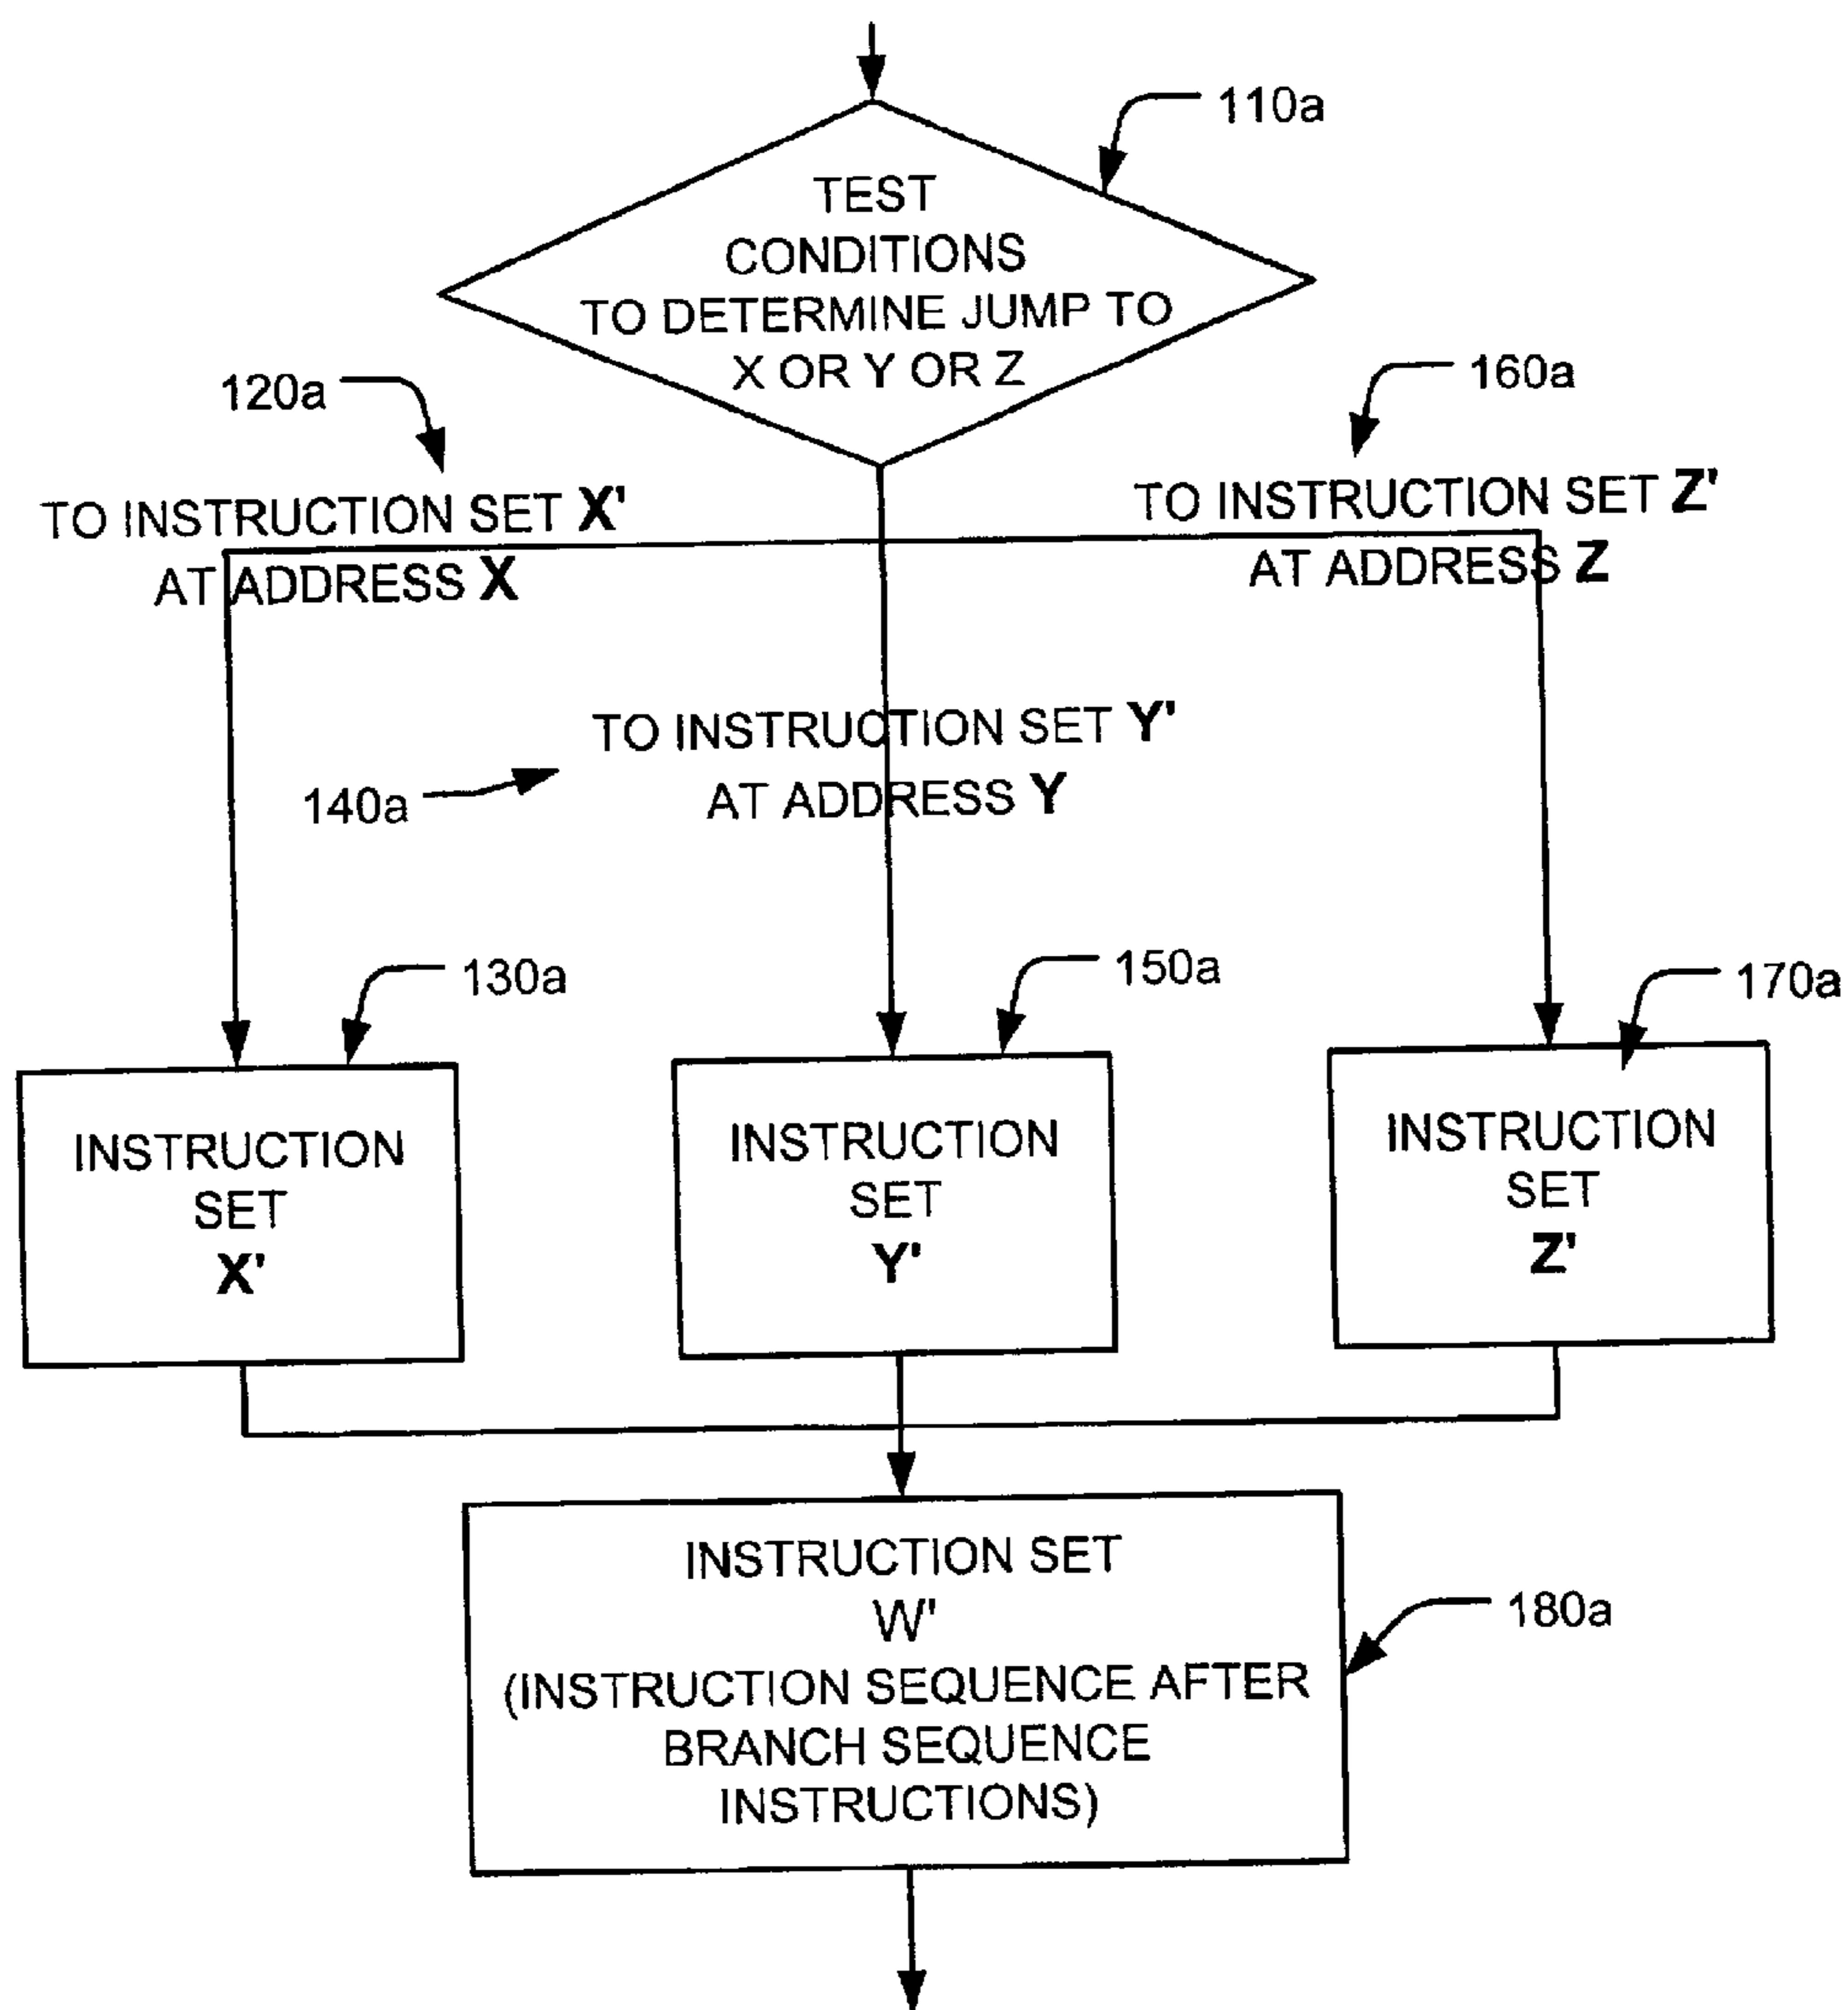 110a
TEST
CONDITIONS
TO DETERMINE JUMP TO
X OR Y OR Z
120a
160a
TO INSTRUCTION SET X'
AT ADDRESS X
TO INSTRUCTION SET Z'
AT ADDRESS Z
TO INSTRUCTION SET Y'
AT ADDRESS Y
140a
130a
150a
170a
INSTRUCTION
SET
X'
INSTRUCTION
SET
Y'
INSTRUCTION
SET
Z'
INSTRUCTION SET
W'
(INSTRUCTION SEQUENCE AFTER
BRANCH SEQUENCE
INSTRUCTIONS)
180a